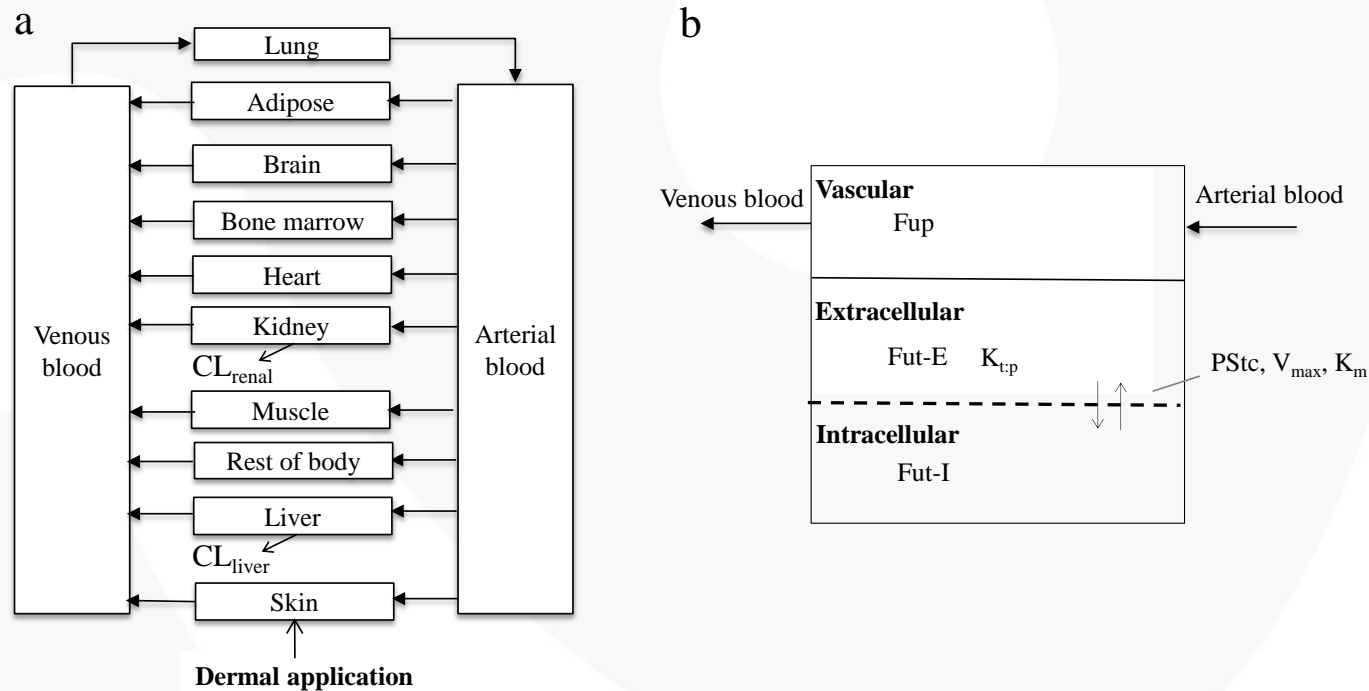 a
Lung
Adipose
Brain
Bone marrow
Heart
Kidney
CLrenal
Muscle
Rest of body
Liver
CLliver
Skin
Dermal application
Venous
blood
Arterial
blood
b
Venous blood
Arterial blood
Vascular
Fup
Extracellular
Fut-E Kt:p
PStc, Vmax, Km
Intracellular
Fut-I